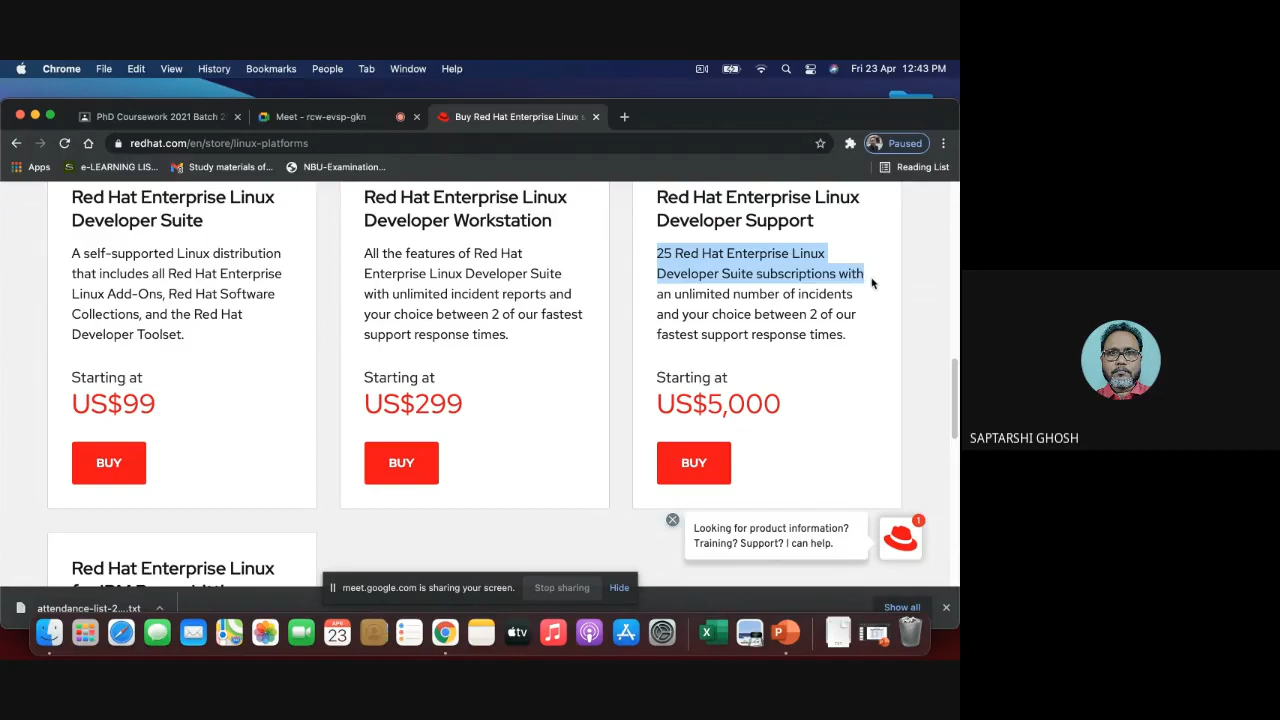 Chrome File Edit View History Bookmarks People Tab Window Help Fri 23 Apr 12:43 PM
PhD Coursework 2021 Batch 2 Meet - rcw-evsp-gkn Buy Red Hat Enterprise Linux s
redhat.com/en/store/linux-platforms Paused
Apps e-LEARNING LIS... Study materials of... NBU-Examination... Reading List
Red Hat Enterprise Linux
Developer Suite
A self-supported Linux distribution
that includes all Red Hat Enterprise
Linux Add-Ons, Red Hat Software
Collections, and the Red Hat
Developer Toolset.
Starting at
US$99
BUY
Red Hat Enterprise Linux
Developer Workstation
All the features of Red Hat
Enterprise Linux Developer Suite
with unlimited incident reports and
your choice between 2 of our fastest
support response times.
Starting at
US$299
BUY
Red Hat Enterprise Linux
Developer Support
25 Red Hat Enterprise Linux
Developer Suite subscriptions with
an unlimited number of incidents
and your choice between 2 of our
fastest support response times.
Starting at
US$5,000
BUY
Red Hat Enterprise Linux
Looking for product information?
Training? Support? I can help.
1
meet.google.com is sharing your screen. Stop sharing Hide
attendance-list-2....txt Show all
APR
23
tv
SAPTARSHI GHOSH